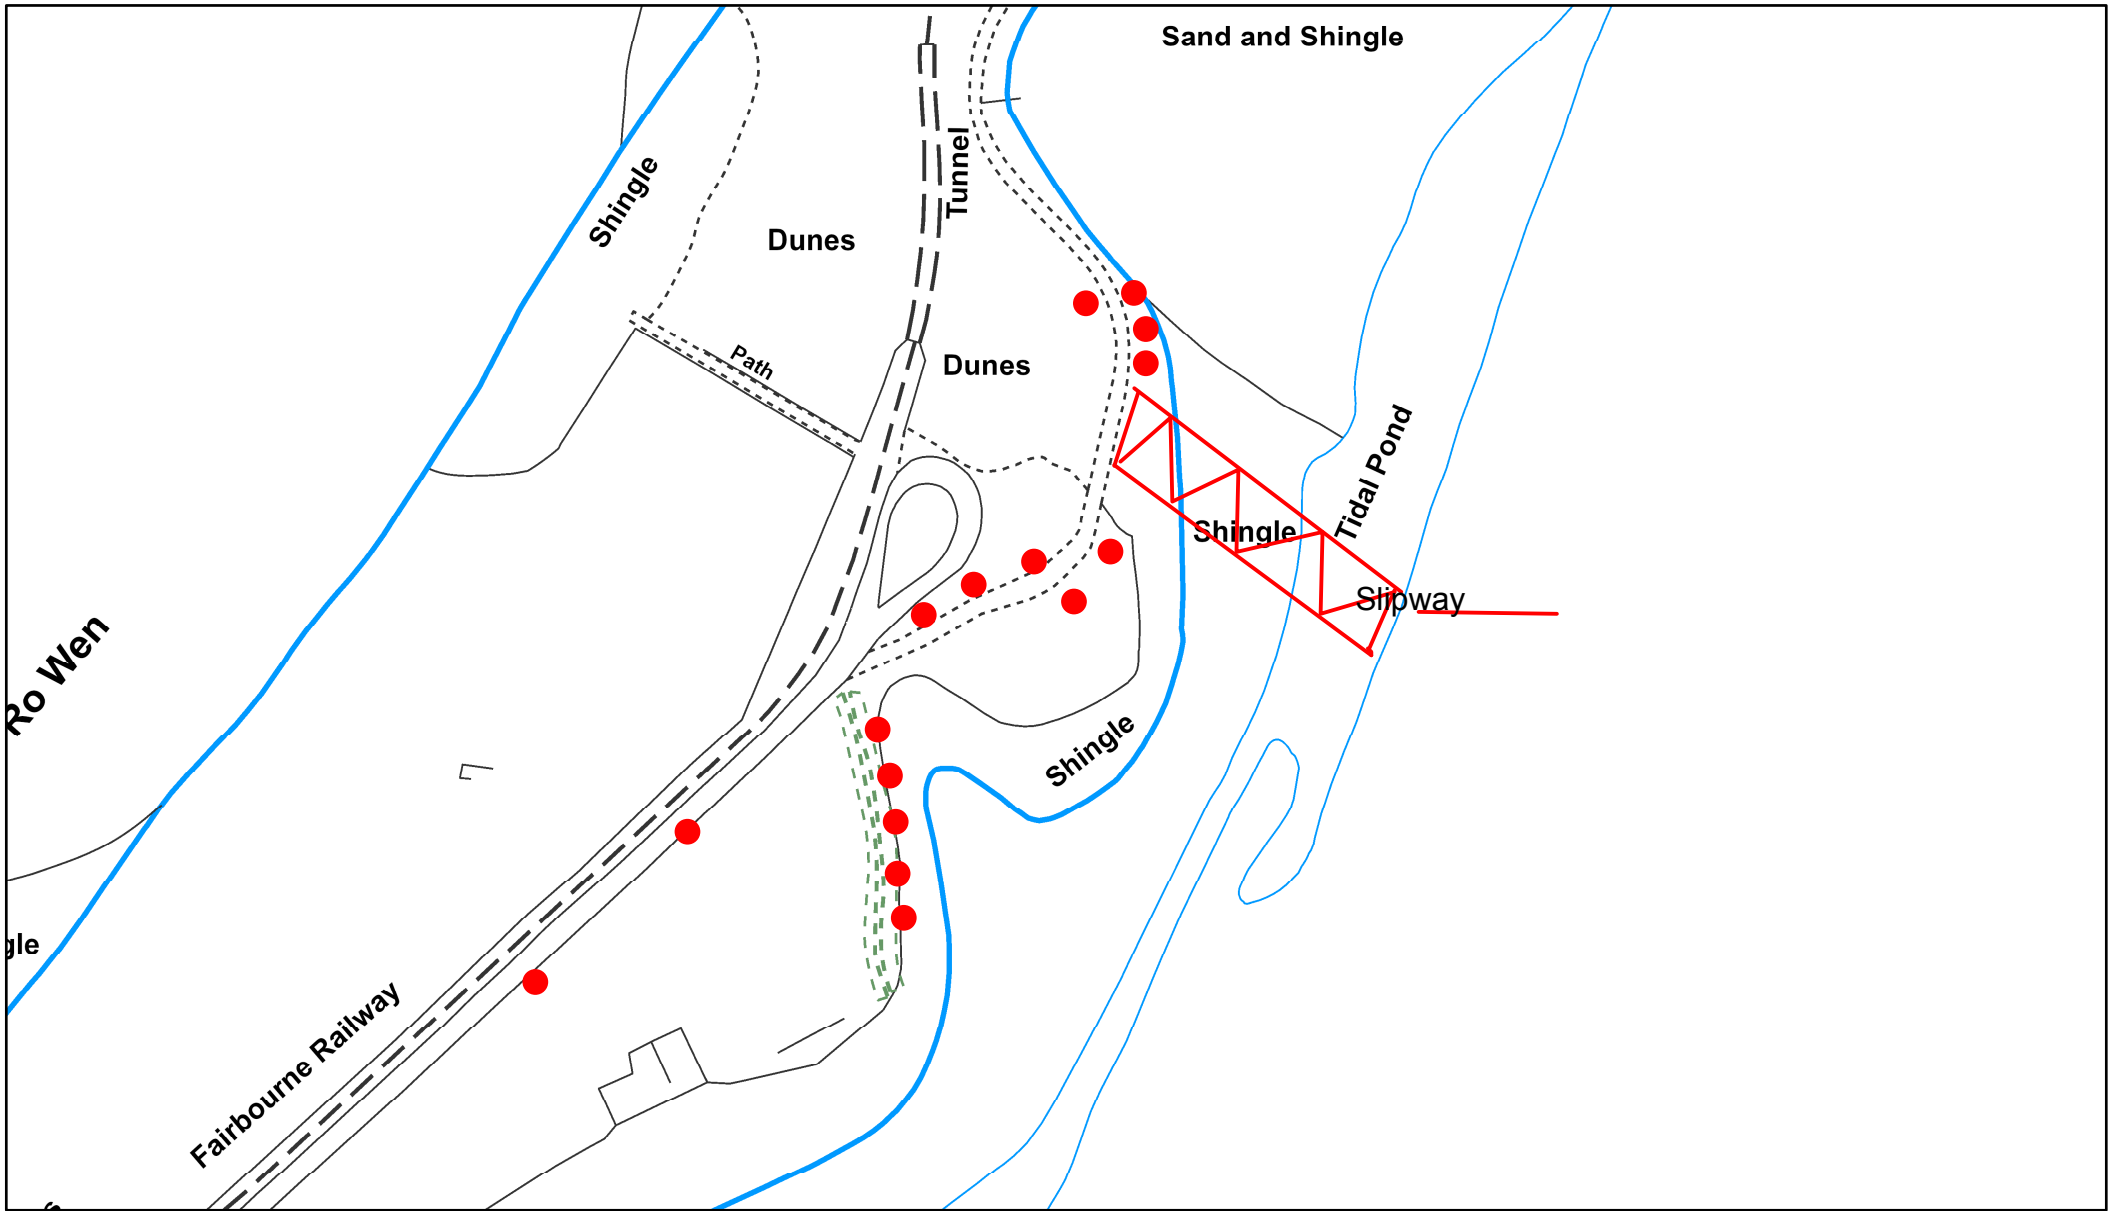 Sand and Shingle
Shingle
Tunnel
Dunes
Path
Dunes
Tidal Pond
Shingle
Slipway
Ro Wen
Shingle
gle
Fairbourne Railway
s